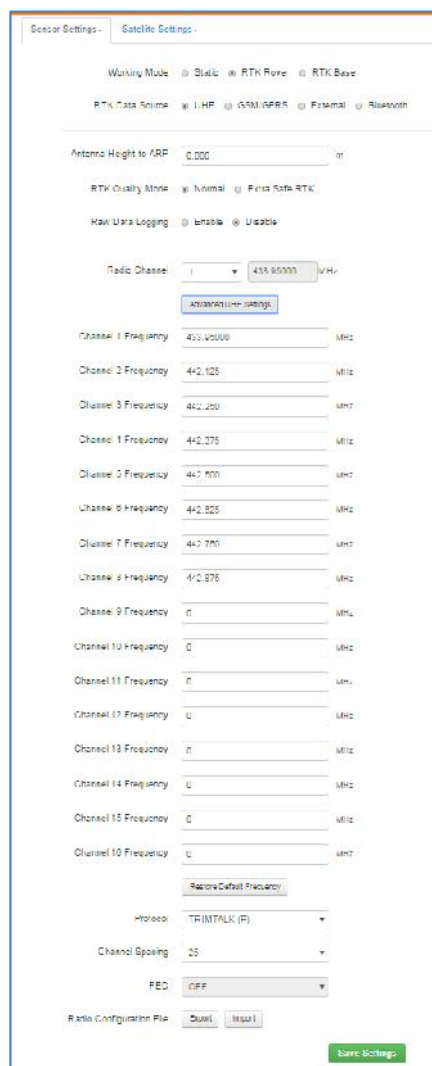 Sensor Settings - Satellite Settings -
Working Mode Static RTK Rover RTK Base
RTK Data Source UHF GSM/GPRS External Bluetooth
Antenna Height to ARP 0.000 m
RTK Quality Mode Normal Extra Safe RTK
Raw Data Logging Enable Disable
Radio Channel 1 433.95000 MHz
Advanced UHF Settings
Channel 1 Frequency 433.95000 MHz
Channel 2 Frequency 442.125 MHz
Channel 3 Frequency 442.250 MHz
Channel 4 Frequency 442.375 MHz
Channel 5 Frequency 442.500 MHz
Channel 6 Frequency 442.625 MHz
Channel 7 Frequency 442.750 MHz
Channel 8 Frequency 442.875 MHz
Channel 9 Frequency 0 MHz
Channel 10 Frequency 0 MHz
Channel 11 Frequency 0 MHz
Channel 12 Frequency 0 MHz
Channel 13 Frequency 0 MHz
Channel 14 Frequency 0 MHz
Channel 15 Frequency 0 MHz
Channel 16 Frequency 0 MHz
Restore Default Frequency
Protocol TRIMTALK (P)
Channel Spacing 25
FEC OFF
Radio Configuration File Export Import
Save Settings